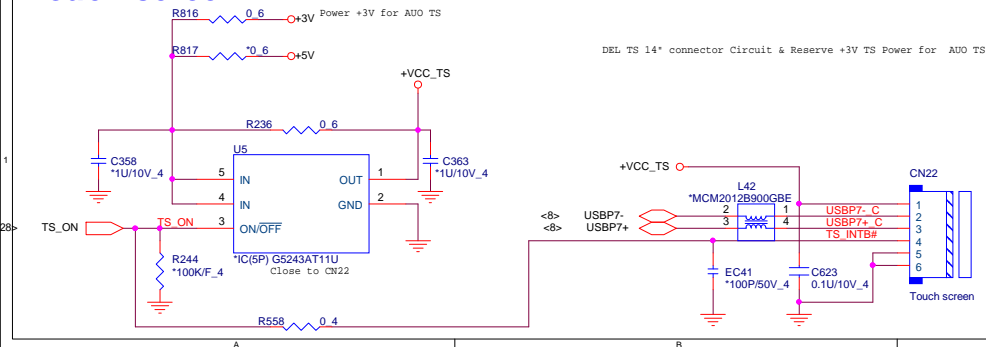 R816 0_6 +3V Power +3V for AUO TS
R817 *0_6 +5V
DEL TS 14" connector Circuit & Reserve +3V TS Power for AUO TS
+VCC_TS
R236 0_6
C358
*1U/10V_4
U5
5 IN
4 IN
3 ON/OFF
OUT 1
GND 2
*IC(5P) G5243AT11U
Close to CN22
C363
*1U/10V_4
28>
TS_ON
TS_ON
R244
*100K/F_4
R558 0_4
+VCC_TS
L42
*MCM2012B900GBE
<8> USBP7- 2 1 USBP7-_C
<8> USBP7+ 3 4 USBP7+_C
TS_INTB#
EC41
*100P/50V_4
C623
0.1U/10V_4
CN22
1
2
3
4
5
6
Touch screen
1
A
B